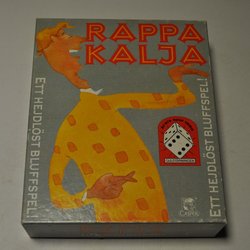 RAPPA
KALJA
ETT HEJDLÖST BLUFFSPEL!
ETT HEJDLÖST BLUFFSPEL!